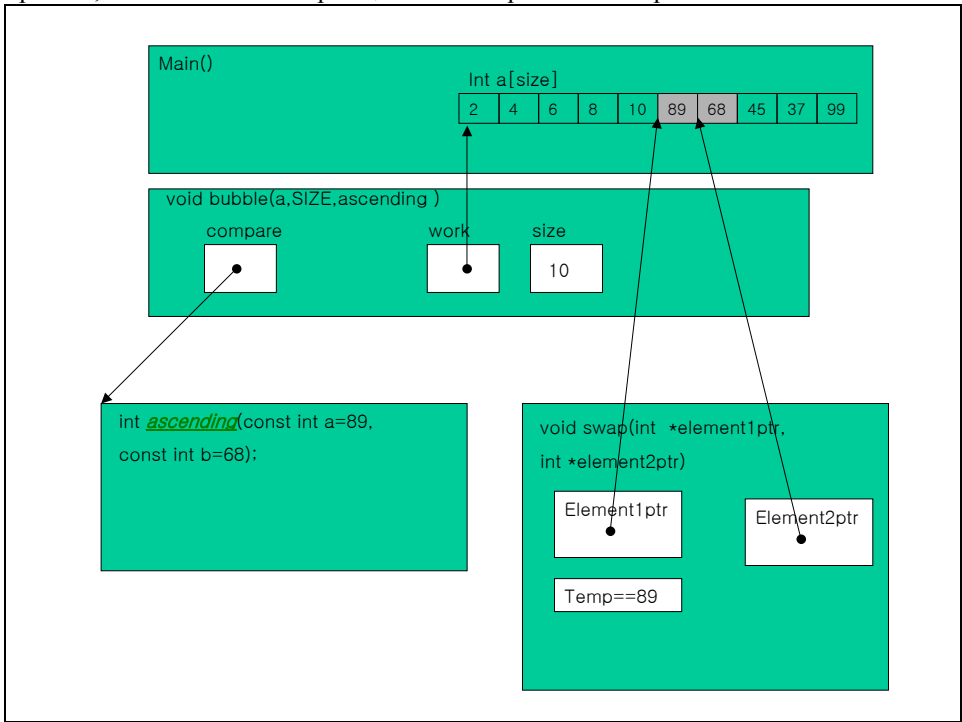 Main()
Int a[size]
2 4 6 8 10 89 68 45 37 99
void bubble(a,SIZE,ascending )
compare work size
10
int ascending(const int a=89,
const int b=68);
void swap(int *element1ptr,
int *element2ptr)
Element1ptr
Element2ptr
Temp==89